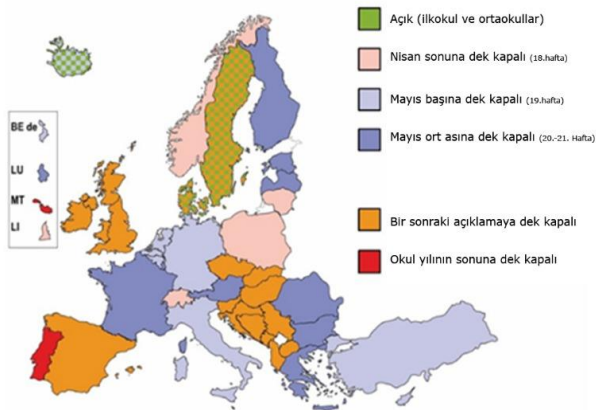 Açık (ilkokul ve ortaokullar)
Nisan sonuna dek kapalı (18.hafta)
Mayıs başına dek kapalı (19.hafta)
Mayıs ort asına dek kapalı (20.-21. Hafta)
Bir sonraki açıklamaya dek kapalı
Okul yılının sonuna dek kapalı
BE de
LU
MT
LI